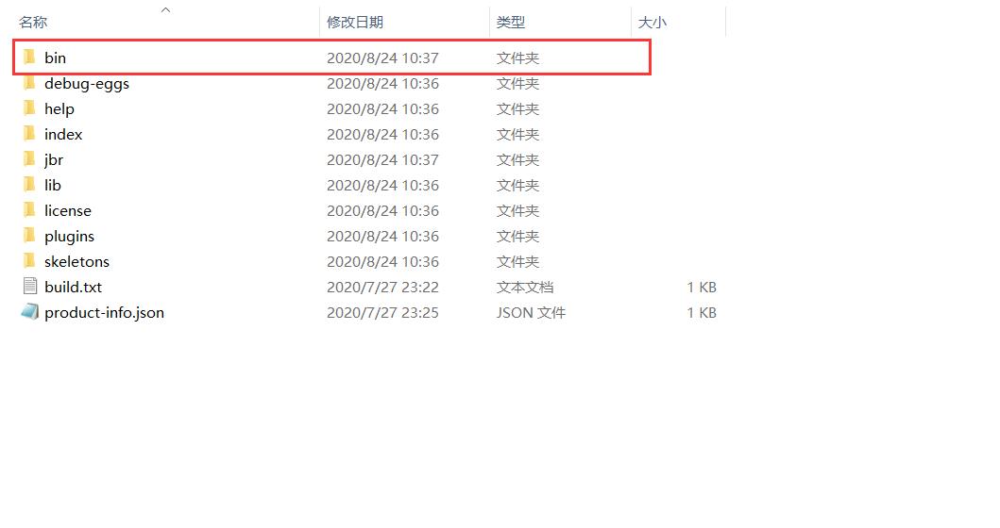 名称 修改日期 类型 大小
bin 2020/8/24 10:37 文件夹
debug-eggs 2020/8/24 10:36 文件夹
help 2020/8/24 10:36 文件夹
index 2020/8/24 10:36 文件夹
jbr 2020/8/24 10:37 文件夹
lib 2020/8/24 10:36 文件夹
license 2020/8/24 10:36 文件夹
plugins 2020/8/24 10:36 文件夹
skeletons 2020/8/24 10:36 文件夹
build.txt 2020/7/27 23:22 文本文档 1 KB
product-info.json 2020/7/27 23:25 JSON 文件 1 KB